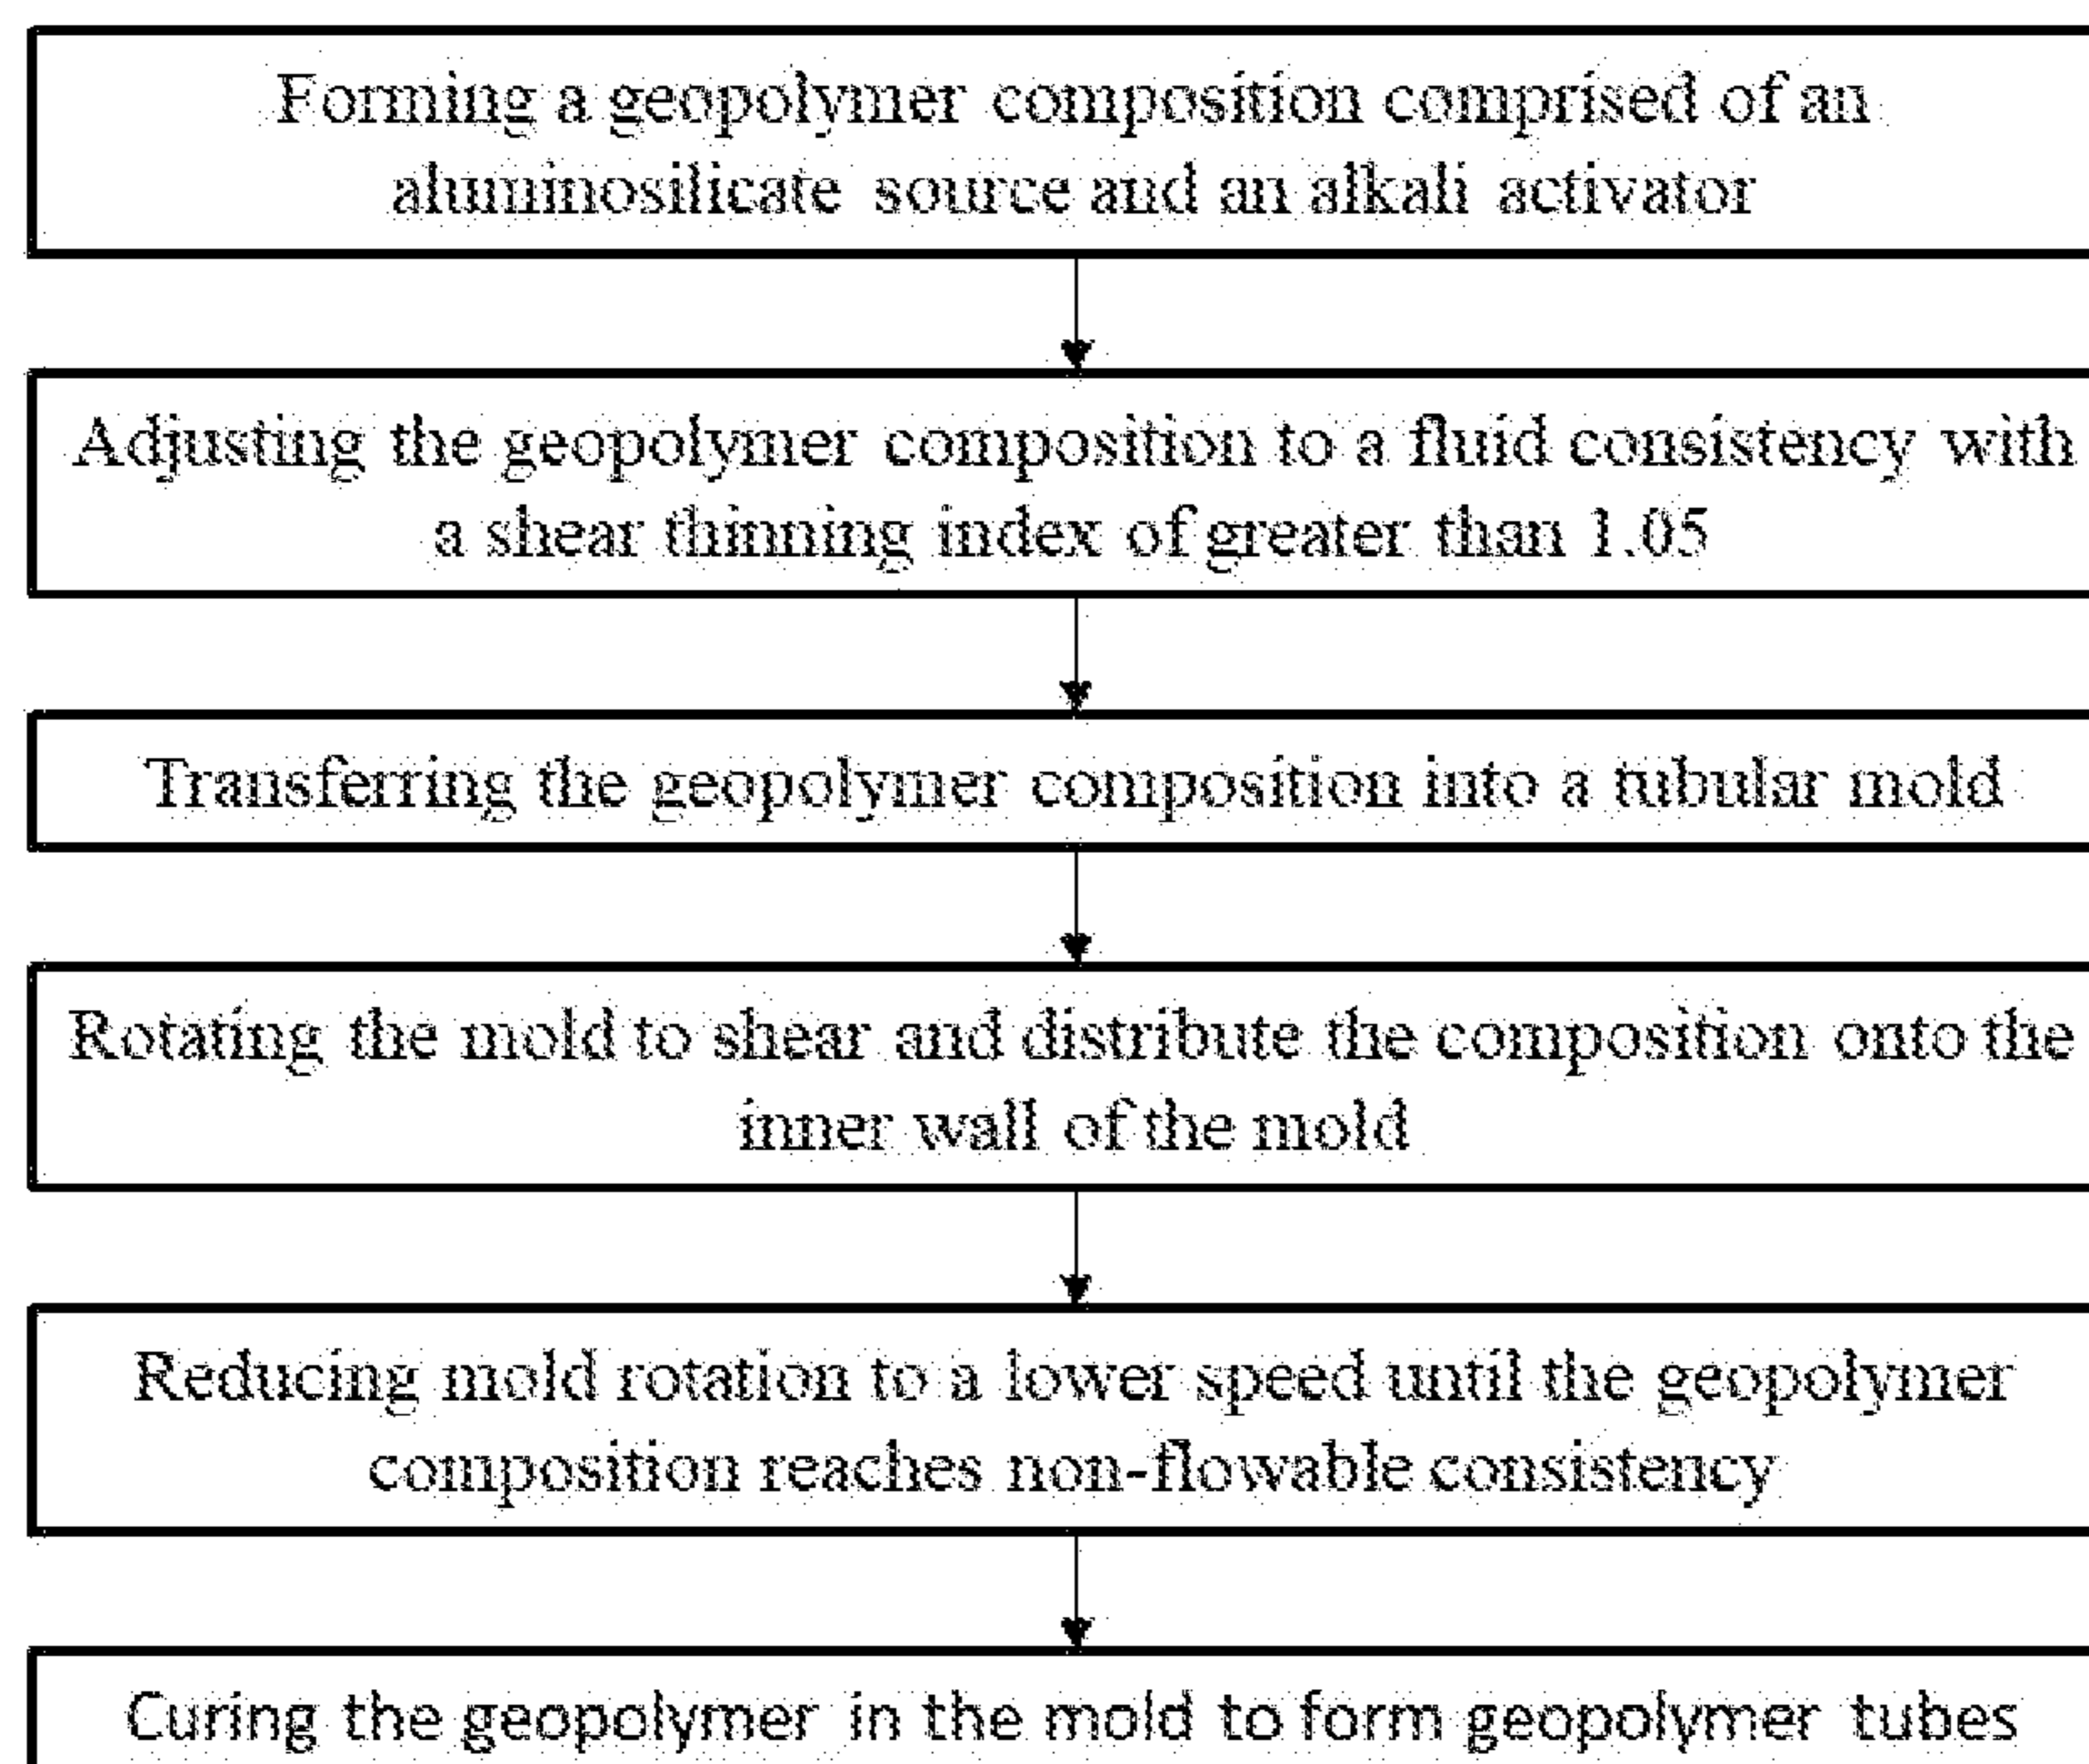 Forming a geopolymer composition comprised of an
aluminosilicate source and an alkali activator
Adjusting the geopolymer composition to a fluid consistency with
a shear thinning index of greater than 1.05
Transferring the geopolymer composition into a tubular mold
Rotating the mold to shear and distribute the composition onto the
inner wall of the mold
Reducing mold rotation to a lower speed until the geopolymer
composition reaches non-flowable consistency
Curing the geopolymer in the mold to form geopolymer tubes